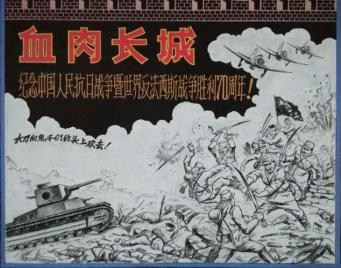 血肉长城
纪念中国人民抗日战争暨世界反法西斯战争胜利70周年!
大刀向鬼子们的头上砍去!